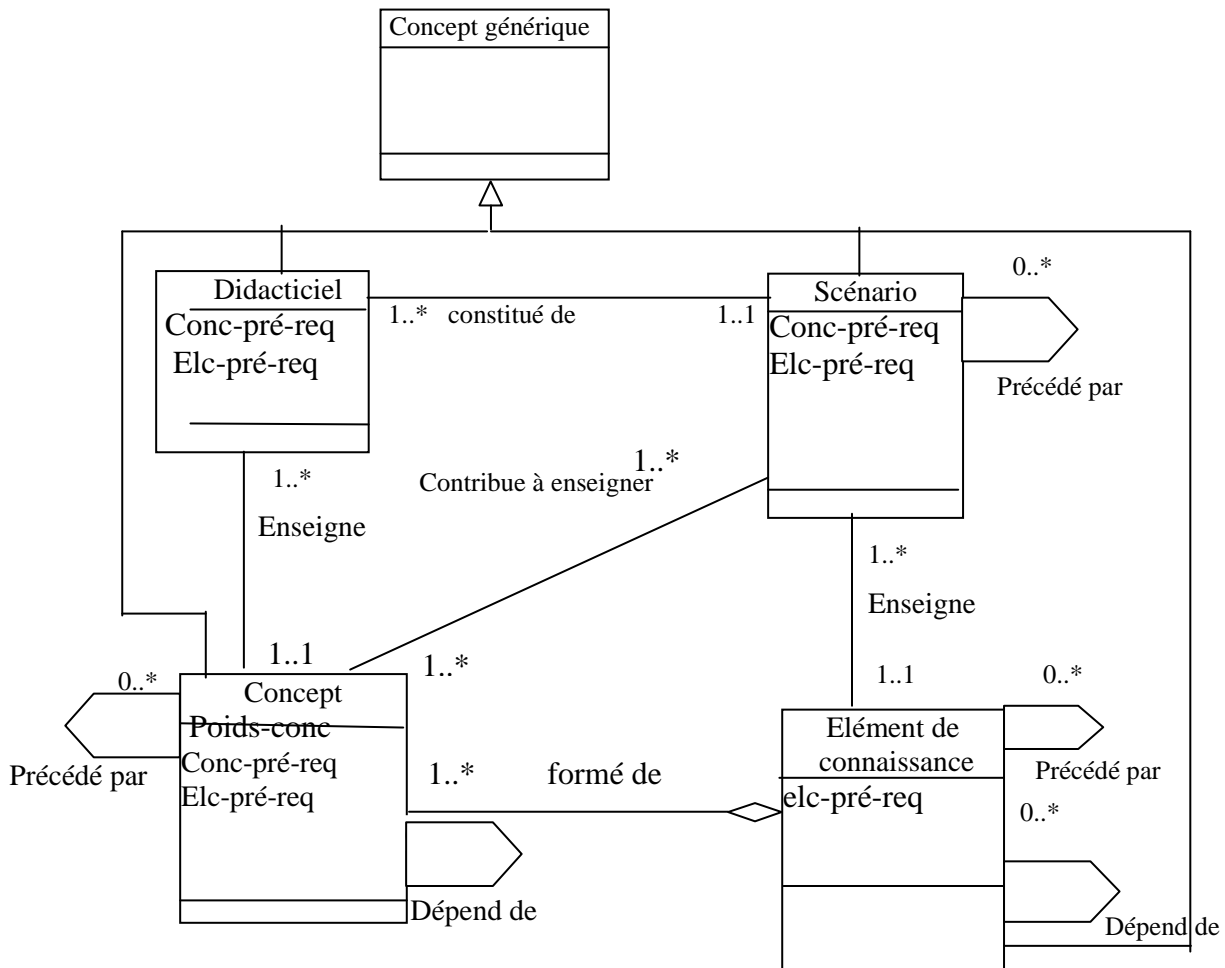 Concept générique
Didacticiel
Conc-pré-req
Elc-pré-req
1..* constitué de 1..1
Scénario
Conc-pré-req
Elc-pré-req
0..*
Précédé par
1..*
Enseigne
Contribue à enseigner
1..*
1..*
Enseigne
1..1
1..*
1..1
0..*
0..*
Précédé par
Concept
Poids-conc
Conc-pré-req
Elc-pré-req
1..* formé de
Dépend de
Elément de
connaissance
elc-pré-req
Précédé par
0..*
Dépend de